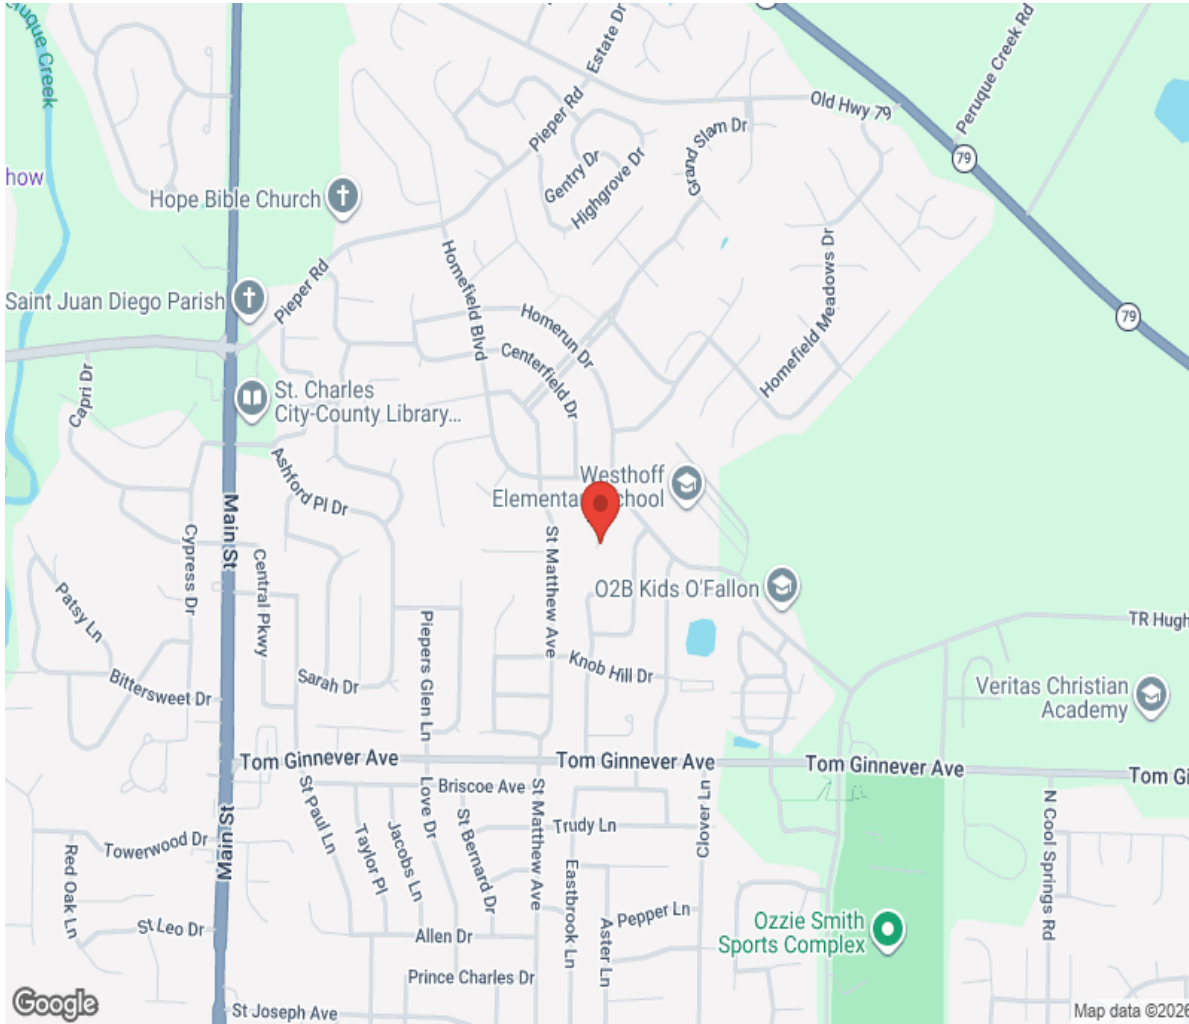 Estate Dr
Peruque Creek Rd
Old Hwy 79
Pieper Rd
Grand Slam Dr
79
Gentry Dr
Highgrove Dr
how
Hope Bible Church
Homefield Blvd
Homefield Meadows Dr
Saint Juan Diego Parish
Pieper Rd
79
Homerun Dr
Centerfield Dr
Capri Dr
St. Charles
City-County Library...
Westhoff
Ashford Pl Dr
Main St
St Matthew Ave
Cypress Dr
Central Pkwy
O2B Kids O'Fallon
Patsy Ln
TR Hugh
Piepers Glen Ln
Knob Hill Dr
Sarah Dr
Bittersweet Dr
Veritas Christian
Academy
Tom Ginnever Ave
Tom Ginnever Ave
Tom Ginnever Ave
Tom Gi
Briscoe Ave
St Paul Ln
Love Dr
St Matthew Ave
Clover Ln
N Cool Springs Rd
Main St
Trudy Ln
Towerwood Dr
Taylor Pl
Jacobs Ln
St Bernard Dr
Red Oak Ln
Eastbrook Ln
Aster Ln
Pepper Ln
Ozzie Smith
Sports Complex
St Leo Dr
Allen Dr
Prince Charles Dr
St Joseph Ave
Google
Map data ©2026